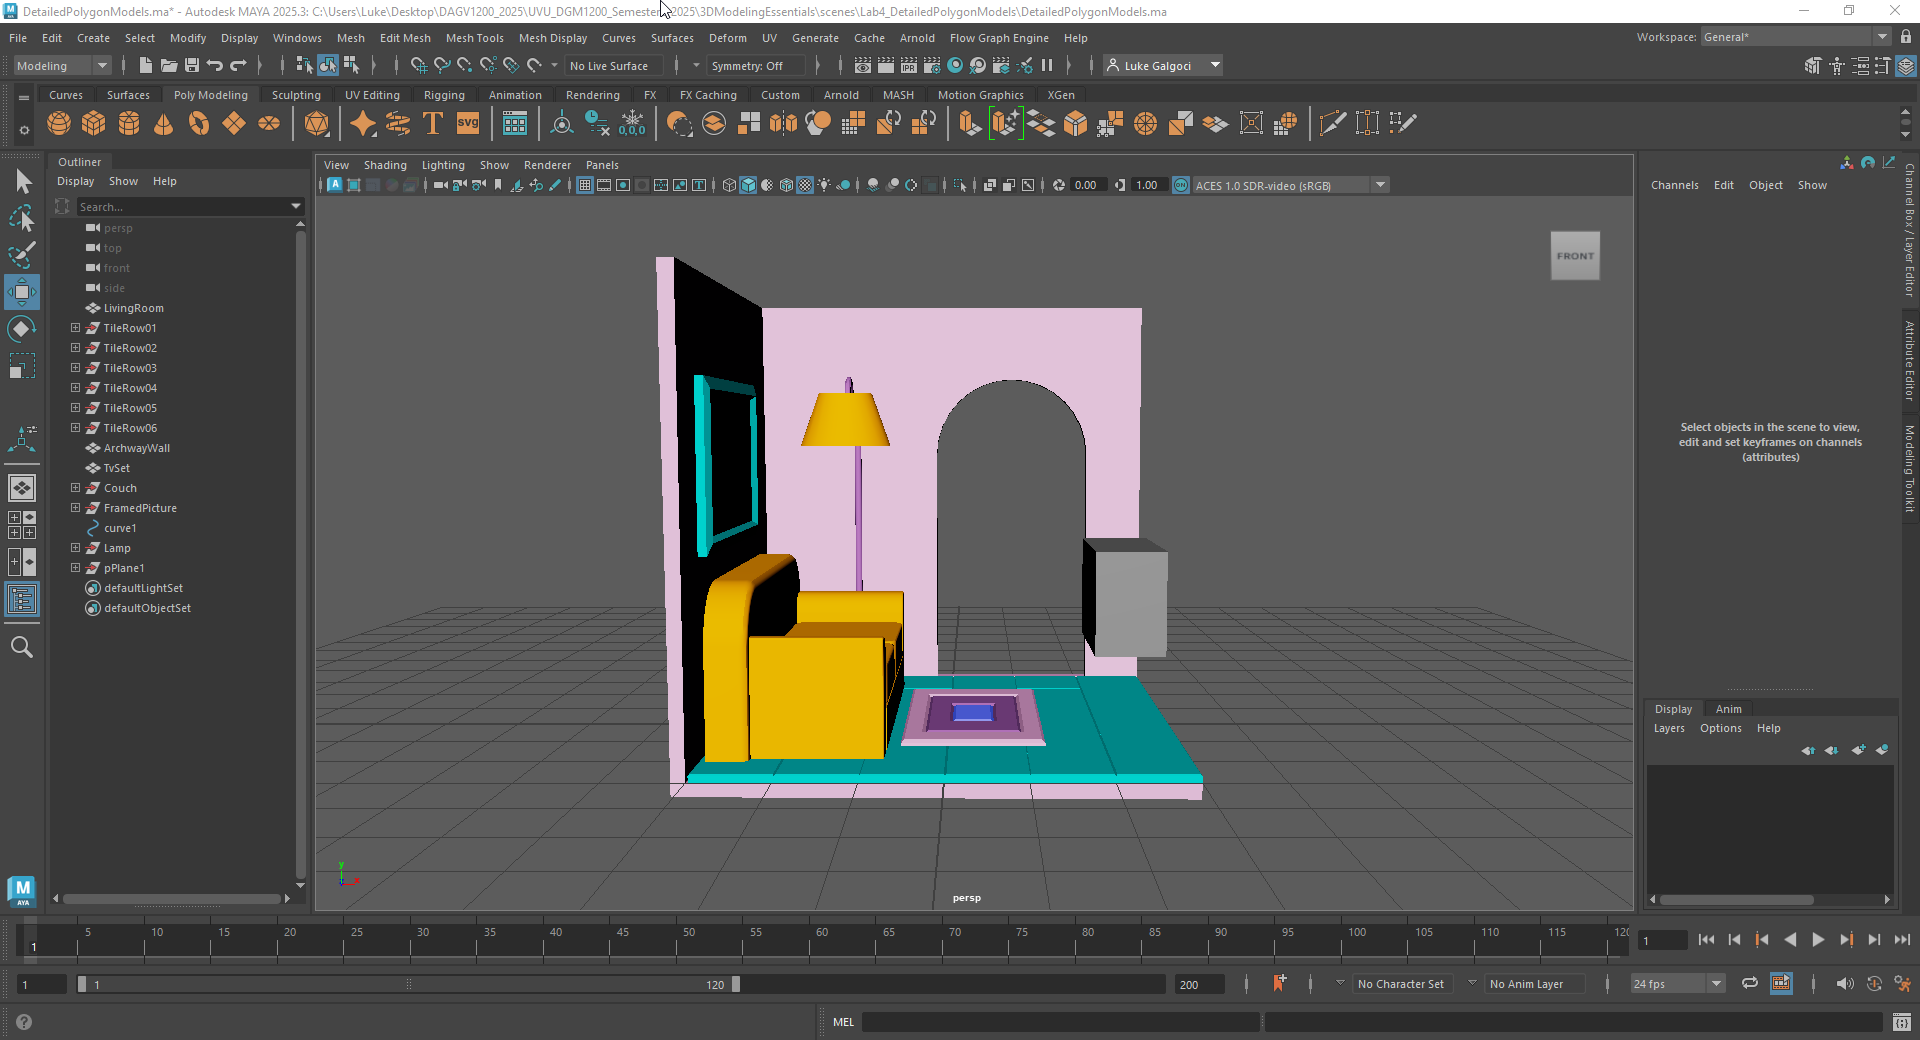 DetailedPolygonModels.ma* - Autodesk MAYA 2025.3: C:\Users\Luke\Desktop\DAGV1200_2025\UVU_DGM1200_Semester 2025\3DModelingEssentials\scenes\Lab4_DetailedPolygonModels\DetailedPolygonModels.ma
File Edit Create Select Modify Display Windows Mesh Edit Mesh Mesh Tools Mesh Display Curves Surfaces Deform UV Generate Cache Arnold Flow Graph Engine Help
Workspace: General*
Modeling
No Live Surface
Symmetry: Off
IPR
Luke Galgoci
Curves Surfaces Poly Modeling Sculpting UV Editing Rigging Animation Rendering FX FX Caching Custom Arnold MASH Motion Graphics XGen
T
SVG
0,0,0
Outliner
Display Show Help
Search...
persp
top
front
side
LivingRoom
TileRow01
TileRow02
TileRow03
TileRow04
TileRow05
TileRow06
ArchwayWall
TvSet
Couch
FramedPicture
curve1
Lamp
pPlane1
defaultLightSet
defaultObjectSet
View Shading Lighting Show Renderer Panels
0.00
1.00
ON
ACES 1.0 SDR-video (sRGB)
FRONT
y
x
persp
Channels Edit Object Show
Select objects in the scene to view,
edit and set keyframes on channels
(attributes)
Display Anim
Layers Options Help
Channel Box / Layer Editor
Attribute Editor
Modeling Toolkit
M
AYA
5 10 15 20 25 30 35 40 45 50 55 60 65 70 75 80 85 90 95 100 105 110 115 120
1
1
1
1
120
200
No Character Set
No Anim Layer
24 fps
MEL